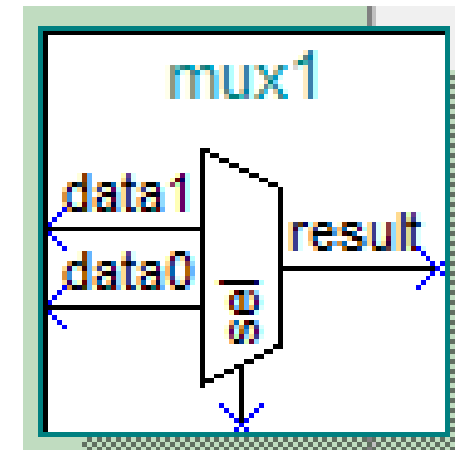 mux1
data1
result
data0
sel